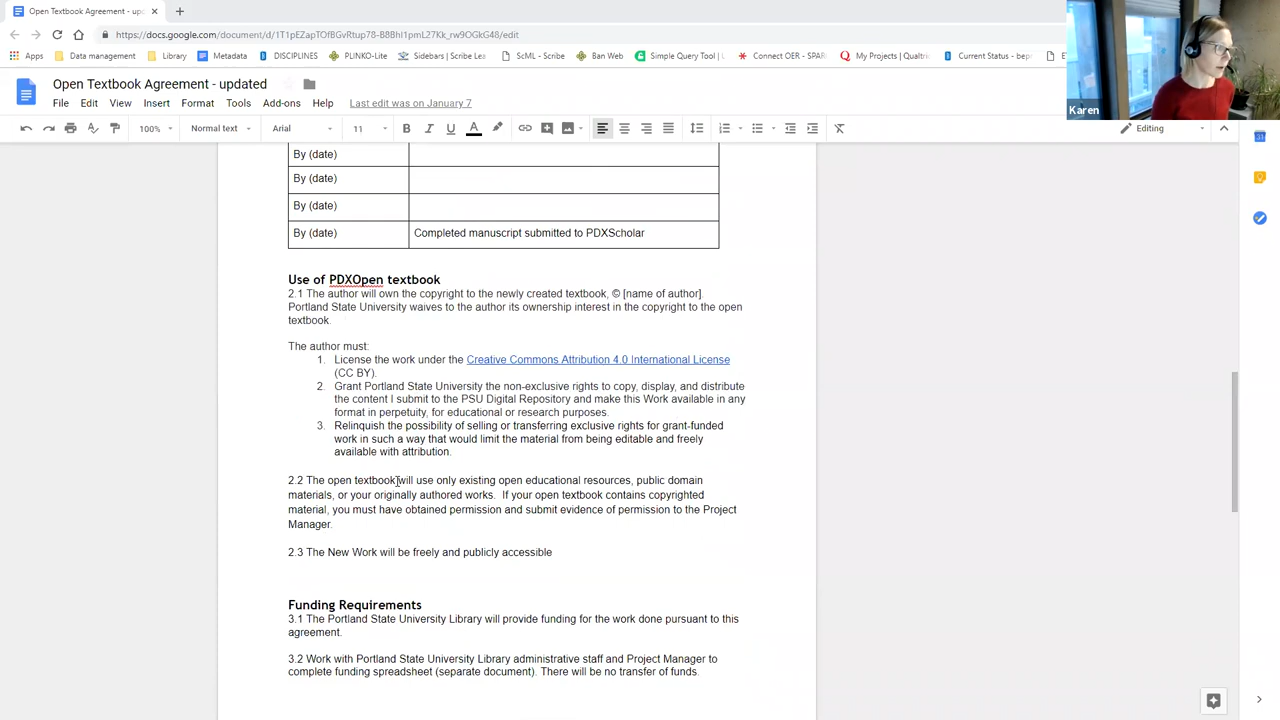 Open Textbook Agreement - upd
https://docs.google.com/document/d/1T1pEZapTOfBGvRtup78-B8BhI1pmL27Kk_rw9OGkG48/edit
Apps Data management Library Metadata DISCIPLINES PLINKO-Lite Sidebars | Scribe Lea ScML - Scribe Ban Web Simple Query Tool | Connect OER - SPAR My Projects | Qualtri Current Status - bepr
Open Textbook Agreement - updated
File Edit View Insert Format Tools Add-ons Help Last edit was on January 7
Karen
100% Normal text Arial 11 B I U A Editing
By (date)
By (date)
By (date)
By (date) Completed manuscript submitted to PDXScholar
Use of PDXOpen textbook
2.1 The author will own the copyright to the newly created textbook, © [name of author].
Portland State University waives to the author its ownership interest in the copyright to the open
textbook.
The author must:
1. License the work under the Creative Commons Attribution 4.0 International License
(CC BY).
2. Grant Portland State University the non-exclusive rights to copy, display, and distribute
the content I submit to the PSU Digital Repository and make this Work available in any
format in perpetuity, for educational or research purposes.
3. Relinquish the possibility of selling or transferring exclusive rights for grant-funded
work in such a way that would limit the material from being editable and freely
available with attribution.
2.2 The open textbook will use only existing open educational resources, public domain
materials, or your originally authored works. If your open textbook contains copyrighted
material, you must have obtained permission and submit evidence of permission to the Project
Manager.
2.3 The New Work will be freely and publicly accessible
Funding Requirements
3.1 The Portland State University Library will provide funding for the work done pursuant to this
agreement.
3.2 Work with Portland State University Library administrative staff and Project Manager to
complete funding spreadsheet (separate document). There will be no transfer of funds.